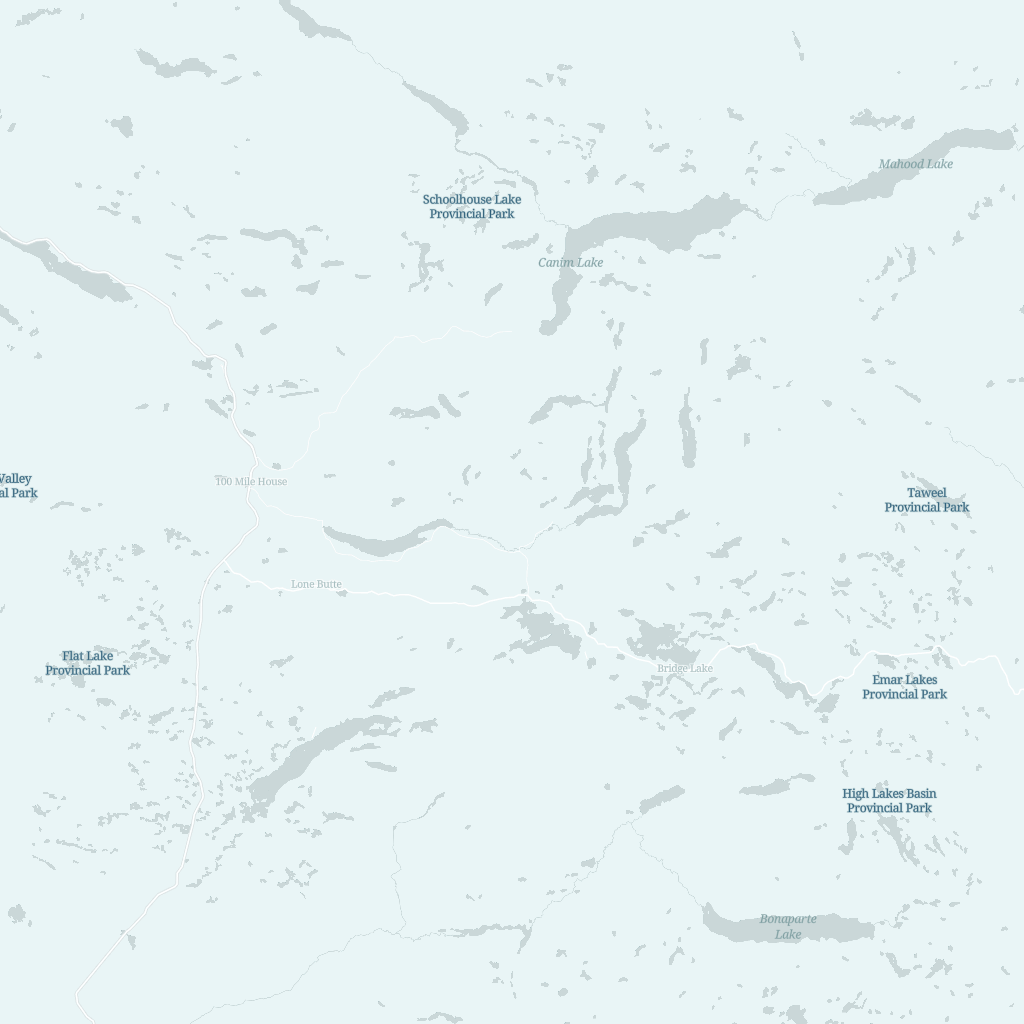 Mahood Lake
Schoolhouse Lake
Provincial Park
Canim Lake
Valley
al Park
100 Mile House
Taweel
Provincial Park
Lone Butte
Flat Lake
Provincial Park
Bridge Lake
Emar Lakes
Provincial Park
High Lakes Basin
Provincial Park
Bonaparte
Lake